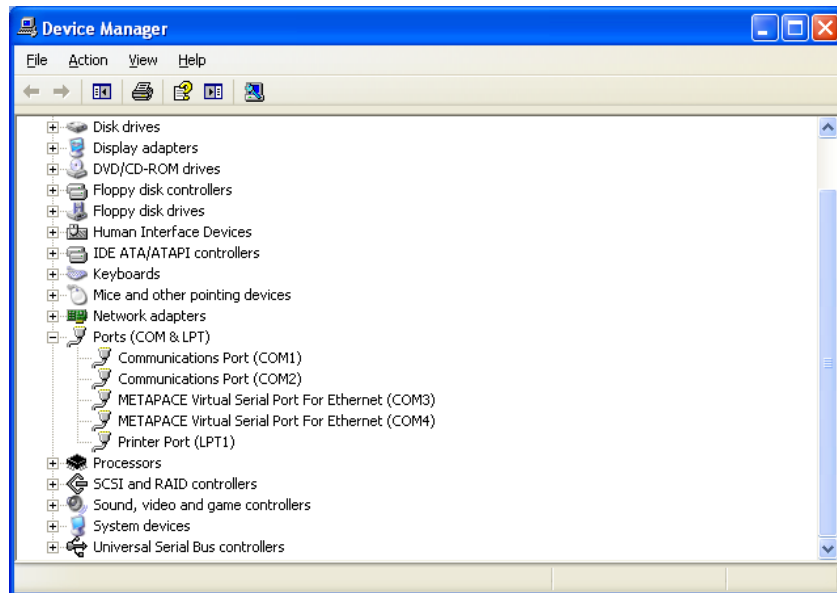 Device Manager
File Action View Help
Disk drives
Display adapters
DVD/CD-ROM drives
Floppy disk controllers
Floppy disk drives
Human Interface Devices
IDE ATA/ATAPI controllers
Keyboards
Mice and other pointing devices
Network adapters
Ports (COM & LPT)
Communications Port (COM1)
Communications Port (COM2)
METAPACE Virtual Serial Port For Ethernet (COM3)
METAPACE Virtual Serial Port For Ethernet (COM4)
Printer Port (LPT1)
Processors
SCSI and RAID controllers
Sound, video and game controllers
System devices
Universal Serial Bus controllers